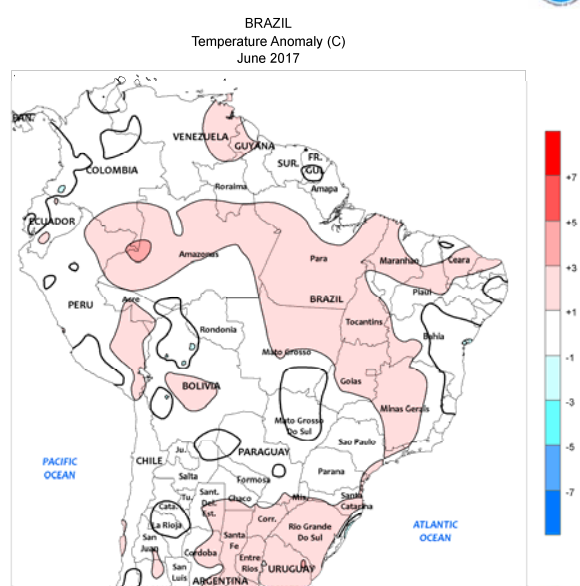 BRAZIL
Temperature Anomaly (C)
June 2017
PAN.
VENEZUELA
GUYANA
SUR.
FR.
GUI.
COLOMBIA
Roraima
Amapa
ECUADOR
Amazonas
Para
Maranhao
Ceara
Piaui
PERU
Acre
BRAZIL
Rondonia
Tocantins
Bahia
Mato Grosso
BOLIVIA
Goias
Minas Gerais
Mato Grosso
Do Sul
Sao Paulo
PACIFIC
OCEAN
CHILE
Ju.
PARAGUAY
Salta
Formosa
Parana
Tu.
Sant.
Del.
Est.
Chaco
Mis.
Santa
Catarina
Cata.
La Rioja
Corr.
Rio Grande
Do Sul
ATLANTIC
OCEAN
San
Juan
Santa
Fe
Cordoba
Entre
Rios
San
Luis
URUGUAY
ARGENTINA
+7
+5
+3
+1
-1
-3
-5
-7